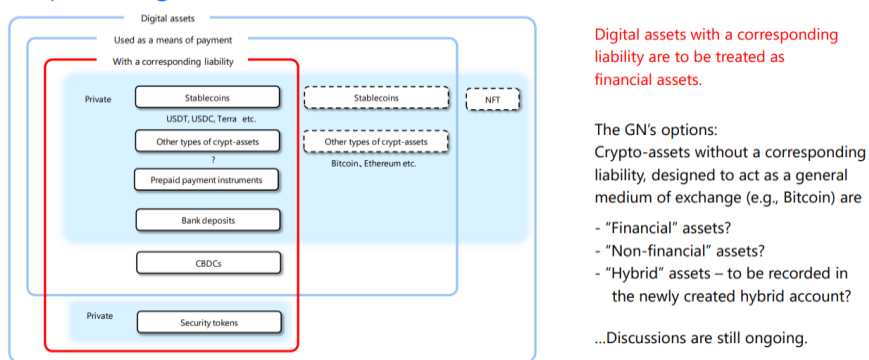 Digital assets
Used as a means of payment
With a corresponding liability
Private
Stablecoins
Stablecoins
NFT
USDT, USDC, Terra etc.
Other types of crypt-assets
Other types of crypt-assets
?
Bitcoin、Ethereum etc.
Prepaid payment instruments
Bank deposits
CBDCs
Private
Security tokens
Digital assets with a corresponding
liability are to be treated as
financial assets.
The GN’s options:
Crypto-assets without a corresponding
liability, designed to act as a general
medium of exchange (e.g., Bitcoin) are
- “Financial” assets?
- “Non-financial” assets?
- “Hybrid” assets – to be recorded in
the newly created hybrid account?
...Discussions are still ongoing.